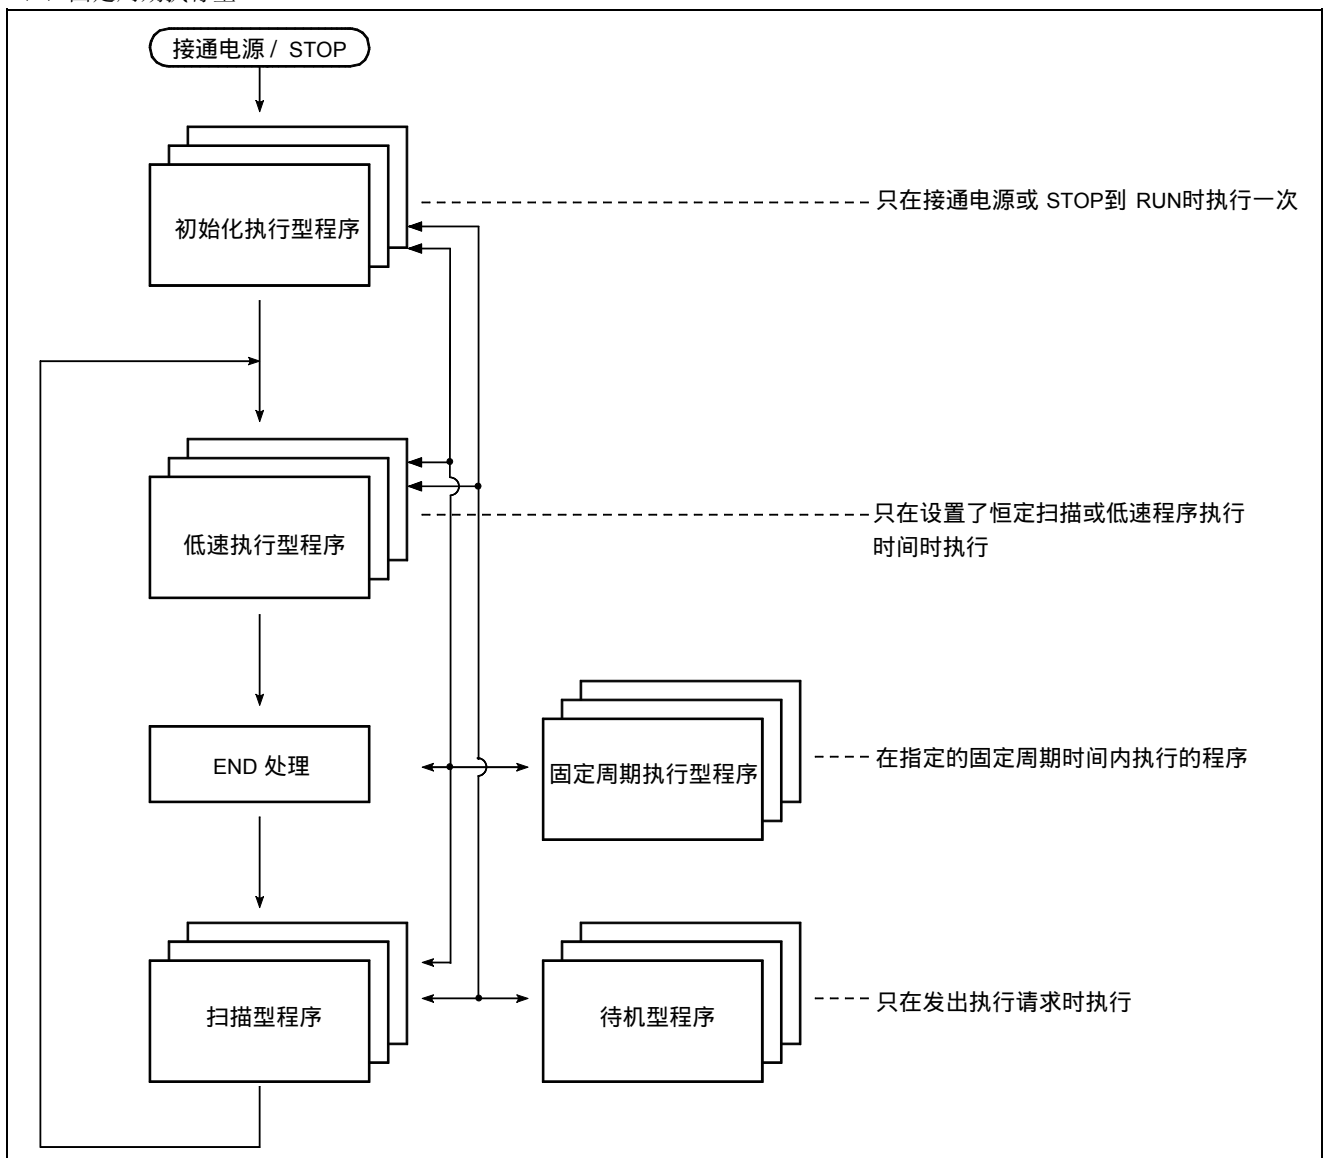 接通电源 / STOP
初始化执行型程序
只在接通电源或 STOP到 RUN时执行一次
低速执行型程序
只在设置了恒定扫描或低速程序执行
时间时执行
END 处理
固定周期执行型程序
在指定的固定周期时间内执行的程序
扫描型程序
待机型程序
只在发出执行请求时执行